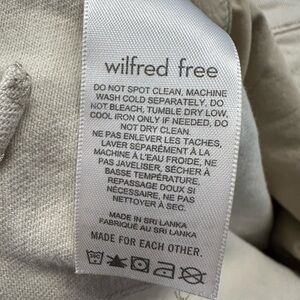 wilfred free
DO NOT SPOT CLEAN, MACHINE
WASH COLD SEPARATELY, DO
NOT BLEACH, TUMBLE DRY LOW,
COOL IRON ONLY IF NEEDED. DO
NOT DRY CLEAN.
NE PAS ENLEVER LES TACHES,
LAVER SÉPARÉMENT À LA
MACHINE À L'EAU FROIDE, NE
PAS JAVELISER, SÉCHER À
BASSE TEMPÉRATURE,
REPASSAGE DOUX SI
NÉCESSAIRE, NE PAS
NETTOYER À SEC.
MADE IN SRI LANKA
FABRIQUÉ AU SRI LANKA
MADE FOR EACH OTHER.